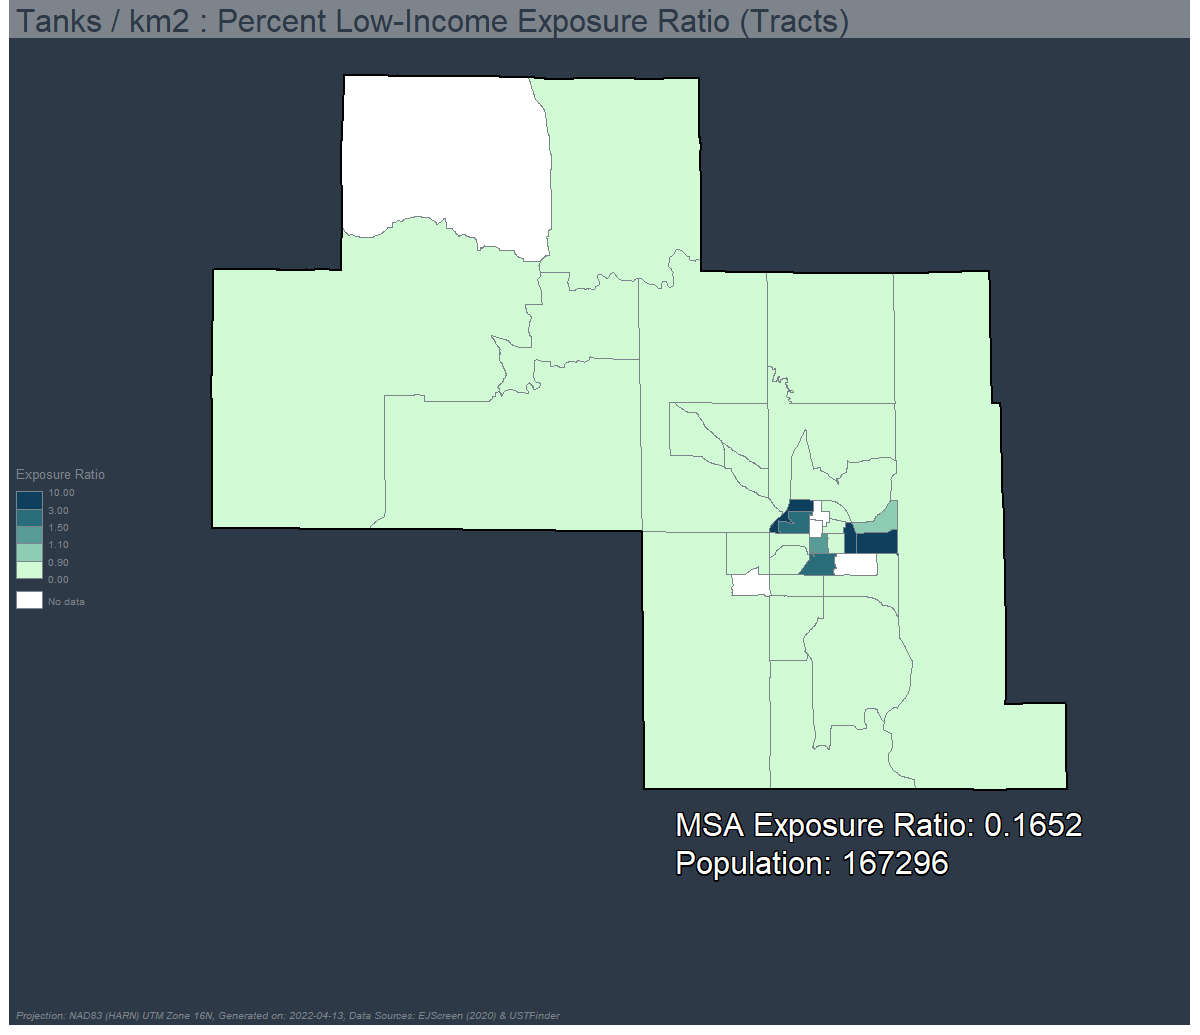 Tanks / km2 : Percent Low-Income Exposure Ratio (Tracts)
Exposure Ratio
10.00
3.00
1.50
1.10
0.90
0.00
No data
MSA Exposure Ratio: 0.1652
Population: 167296
Projection: NAD83 (HARN) UTM Zone 16N, Generated on: 2022-04-13, Data Sources: EJScreen (2020) & USTFinder